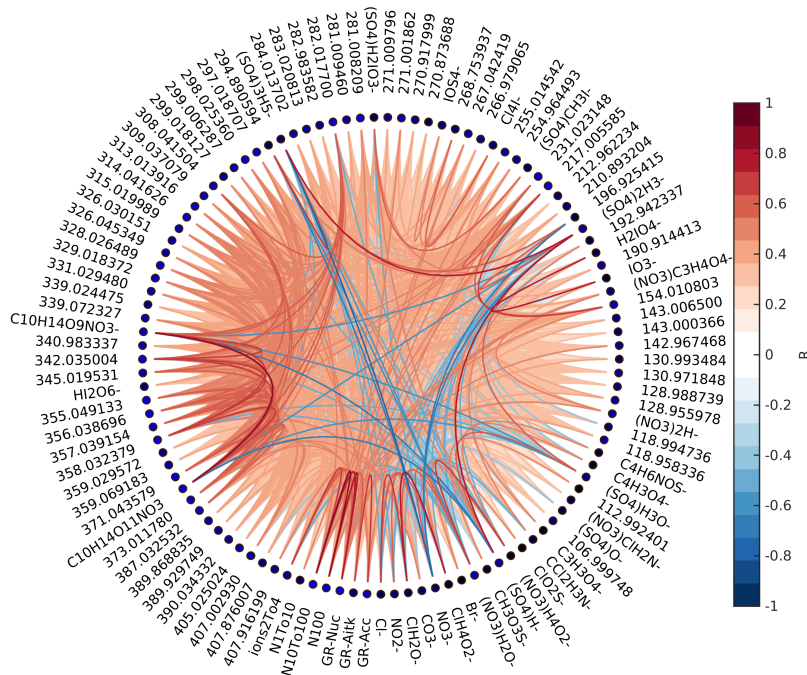 (SO4)H2IO3-
271.009796
271.001862
270.917999
270.873688
IOS4-
268.753937
267.042419
266.979065
Cl4I-
255.014542
254.964493
(SO4)CH3I-
231.023148
217.005585
212.962234
210.893204
196.925415
(SO4)2H3-
192.942337
H2IO4-
190.914413
IO3-
(NO3)C3H4O4-
154.010803
143.006500
143.000366
142.967468
130.993484
130.971848
128.988739
128.955978
(NO3)2H-
118.994736
118.958336
C4H6NOS-
C4H3O4-
(SO4)H3O-
112.992401
(NO3)ClH2N-
(SO4)O-
106.999748
C3H3O4-
CCl2H3N-
ClO2S-
(NO3)H4O2-
(SO4)H-
CH3O3S-
(NO3)H2O-
Br-
ClH4O2-
NO3-
CO3-
ClH2O-
NO2-
Cl-
GR-Acc
GR-Aitk
GR-Nuc
N100
N10To100
N1To10
ions2To4
407.916199
407.876007
407.002930
405.025024
390.034332
389.929749
389.868835
387.032532
373.011780
C10H14O11NO3-
371.043579
359.069183
359.029572
358.032379
357.039154
356.038696
355.049133
HI2O6-
345.019531
342.035004
340.983337
C10H14O9NO3-
339.072327
339.024475
331.029480
329.018372
328.026489
326.045349
326.030151
315.019989
314.041626
313.013916
309.037079
308.041504
299.018127
299.006287
298.025360
297.018707
294.890594
(SO4)3H5-
284.013702
283.020813
282.983582
282.017700
281.009460
281.008209
1
0.8
0.6
0.4
0.2
0
-0.2
-0.4
-0.6
-0.8
-1
R